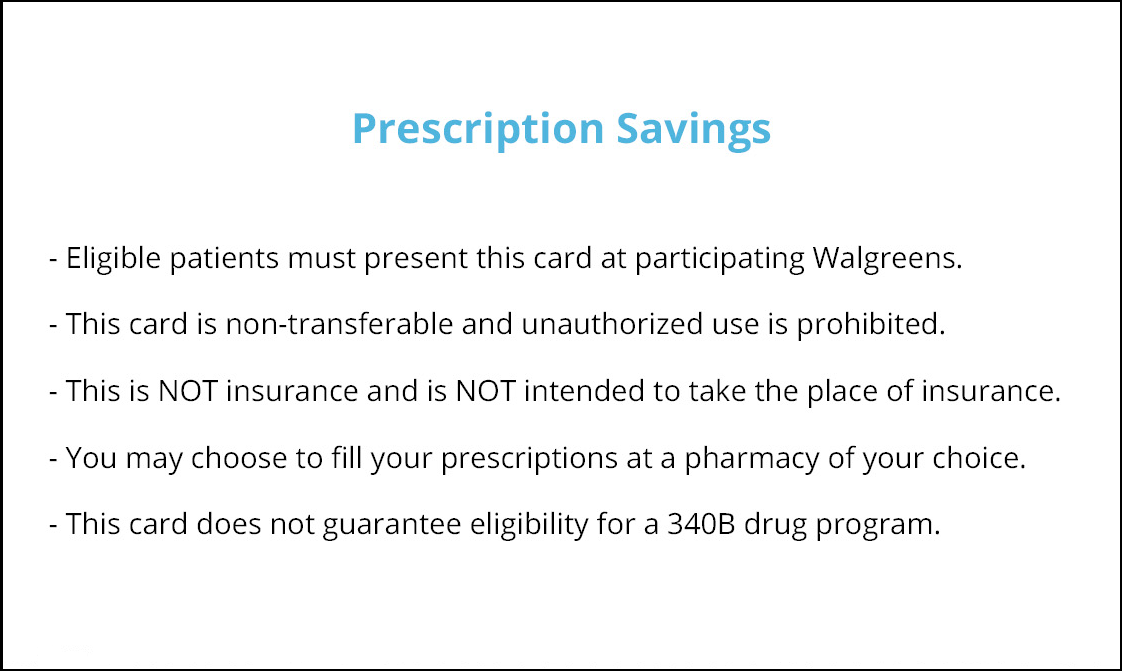 Prescription Savings
- Eligible patients must present this card at participating Walgreens.
- This card is non-transferable and unauthorized use is prohibited.
- This is NOT insurance and is NOT intended to take the place of insurance.
- You may choose to fill your prescriptions at a pharmacy of your choice.
- This card does not guarantee eligibility for a 340B drug program.